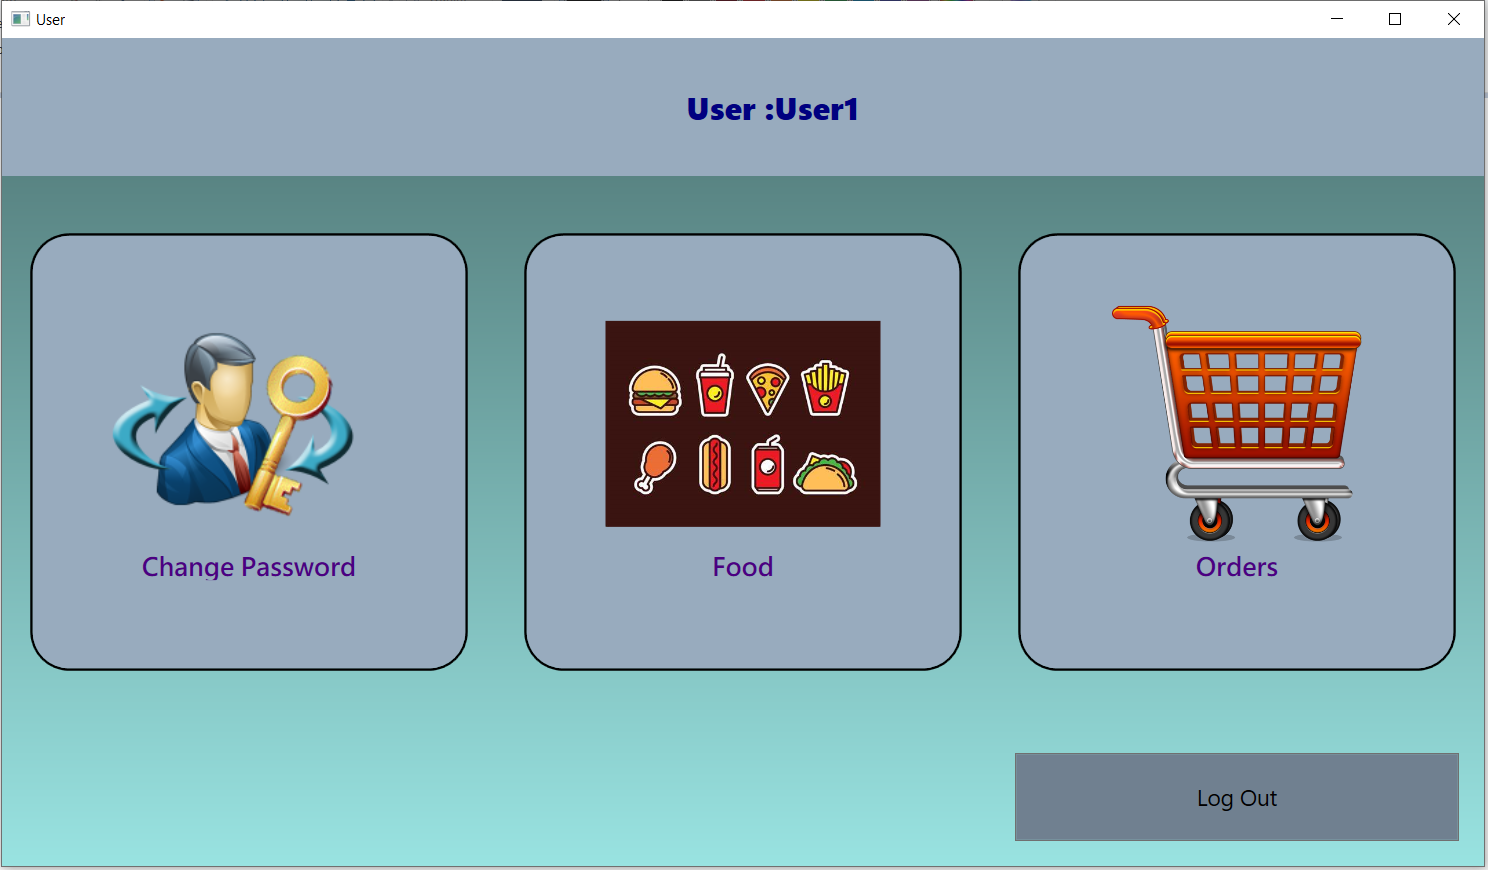 User
User :User1
Change Password
Food
Orders
Log Out